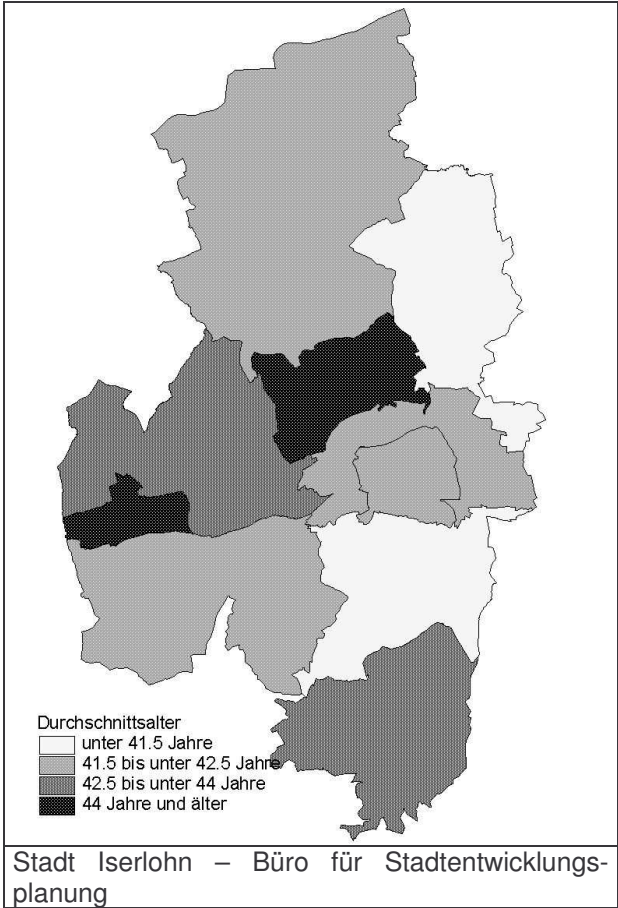 Durchschnittsalter
unter 41.5 Jahre
41.5 bis unter 42.5 Jahre
42.5 bis unter 44 Jahre
44 Jahre und älter
Stadt Iserlohn – Büro für Stadtentwicklungs-
planung